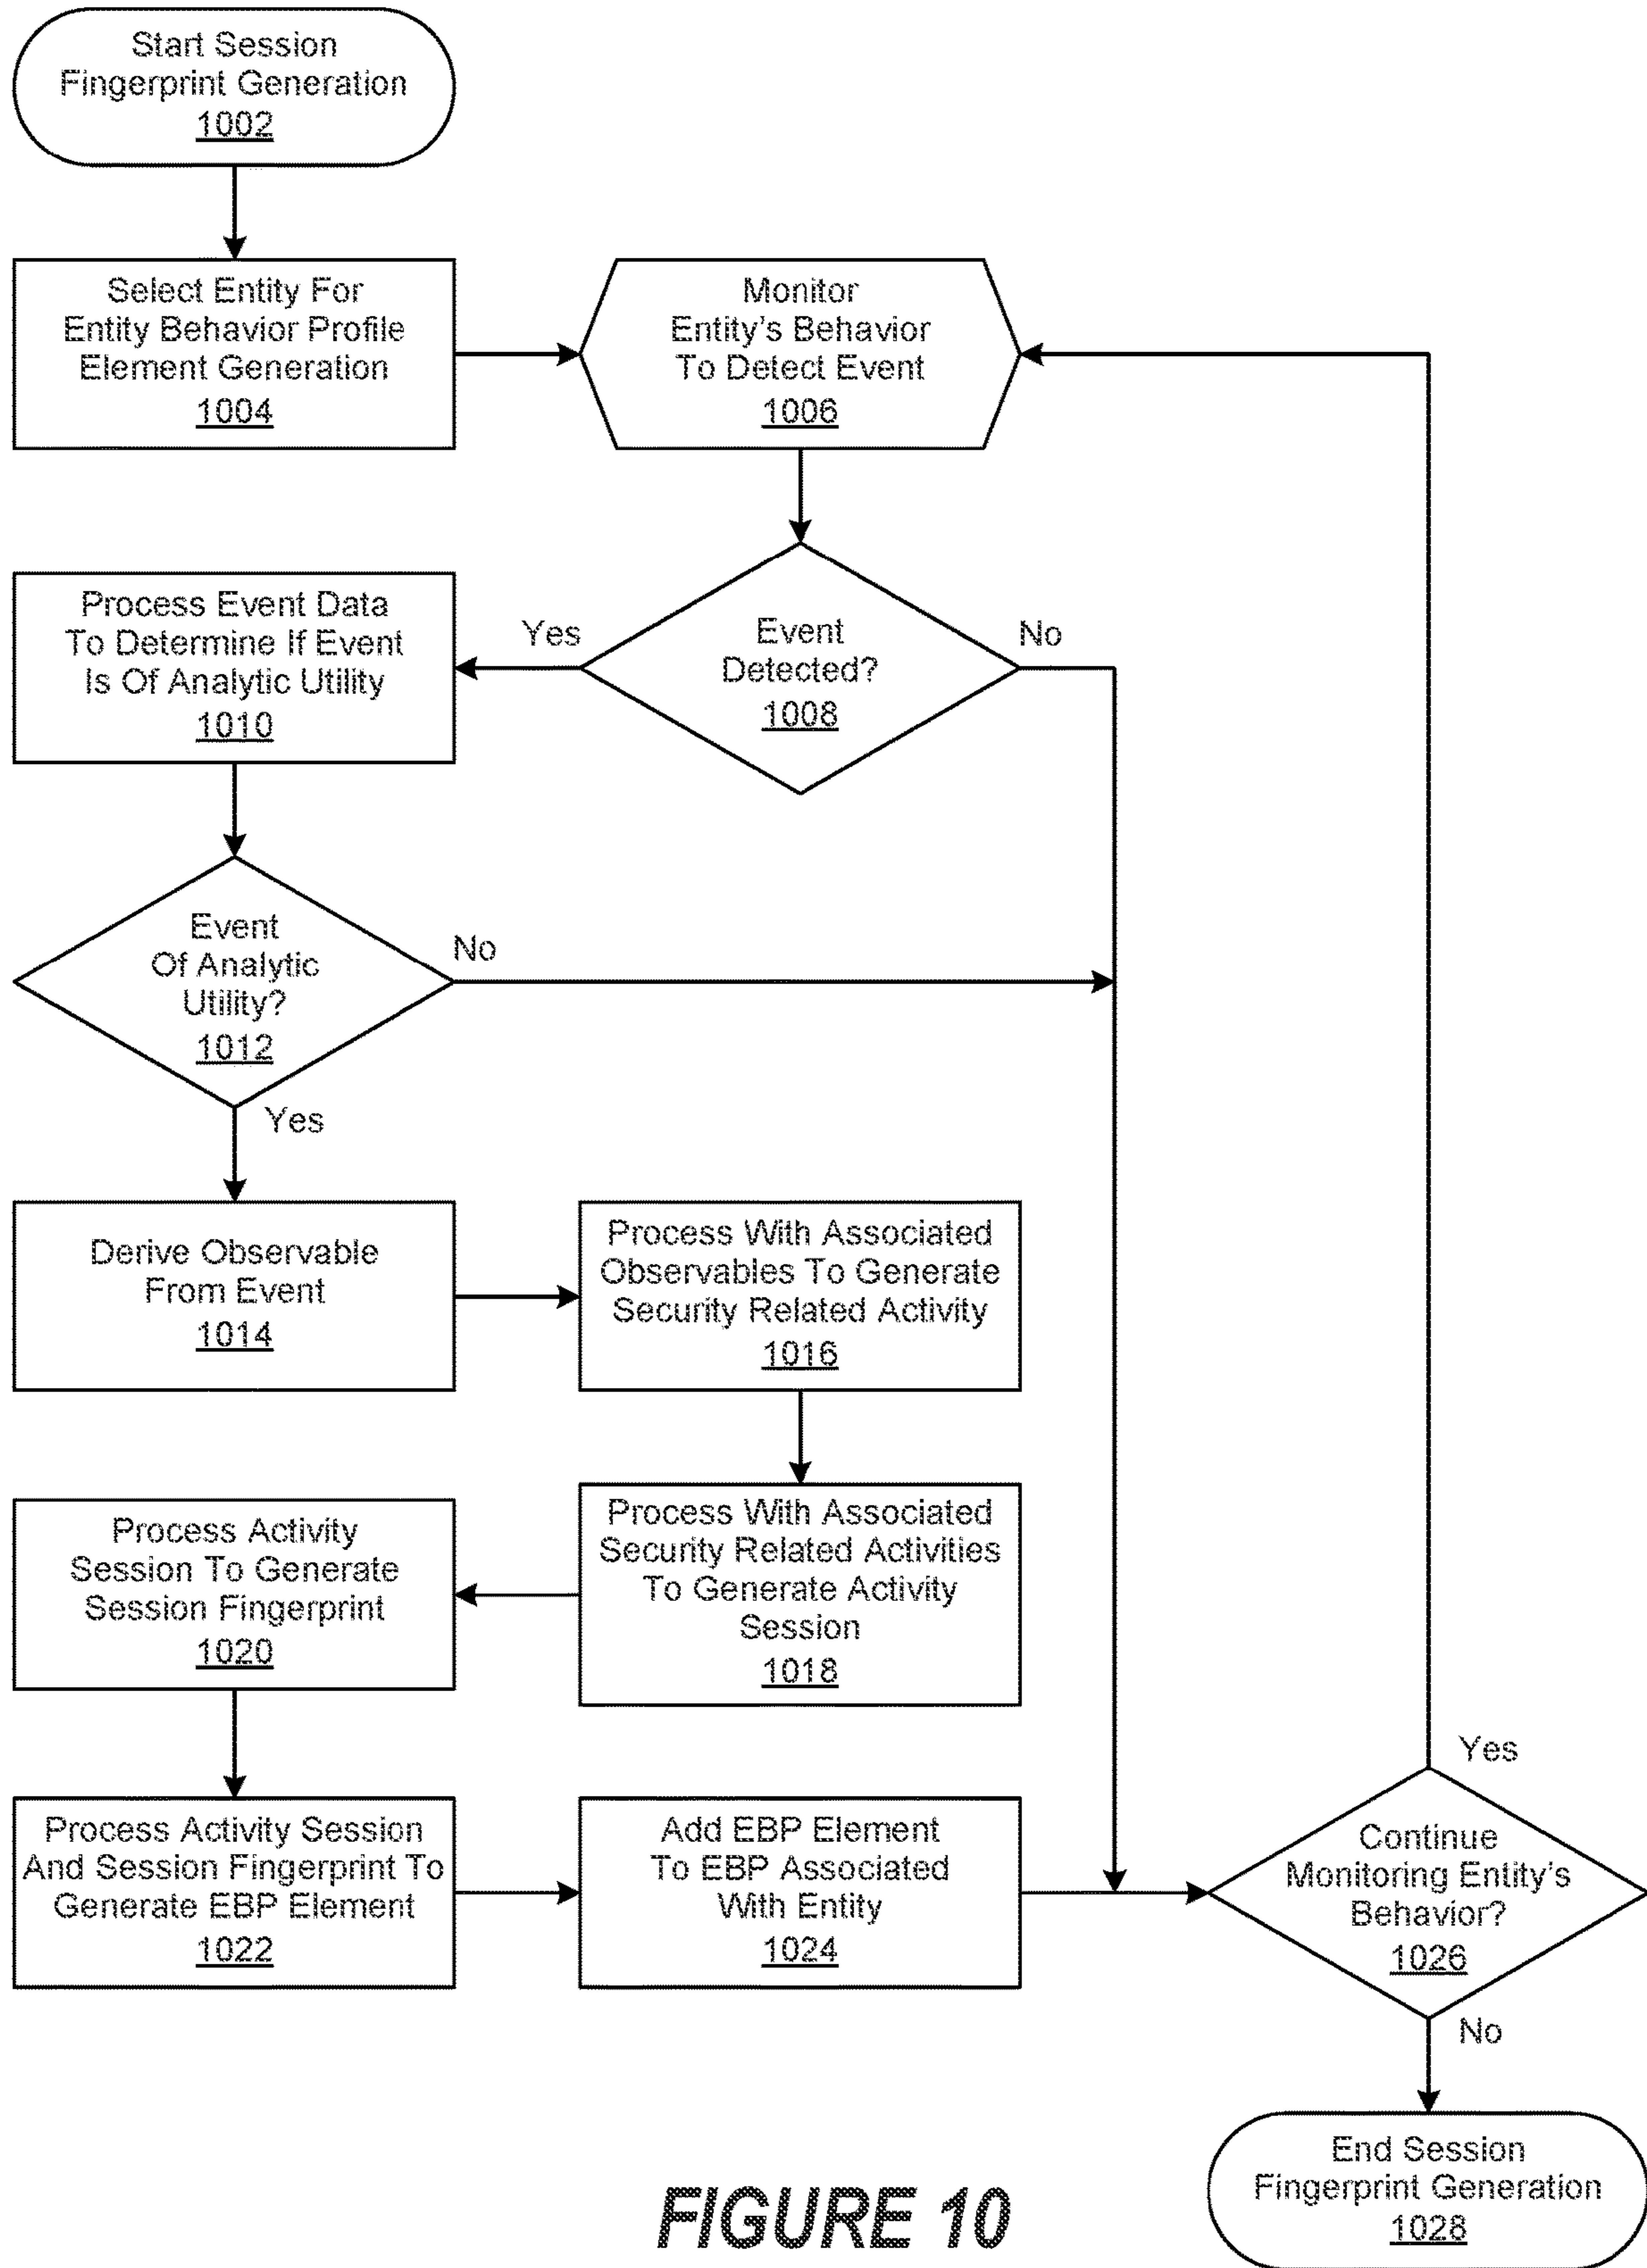 Start Session
Fingerprint Generation
1002
Select Entity For
Entity Behavior Profile
Element Generation
1004
Monitor
Entity's Behavior
To Detect Event
1006
Process Event Data
To Determine If Event
Is Of Analytic Utility
1010
Yes
Event
Detected?
1008
No
Event
Of Analytic
Utility?
1012
No
Yes
Derive Observable
From Event
1014
Process With Associated
Observables To Generate
Security Related Activity
1016
Process Activity
Session To Generate
Session Fingerprint
1020
Process With Associated
Security Related Activities
To Generate Activity
Session
1018
Process Activity Session
And Session Fingerprint To
Generate EBP Element
1022
Add EBP Element
To EBP Associated
With Entity
1024
Yes
Continue
Monitoring Entity's
Behavior?
1026
No
End Session
Fingerprint Generation
1028
FIGURE 10